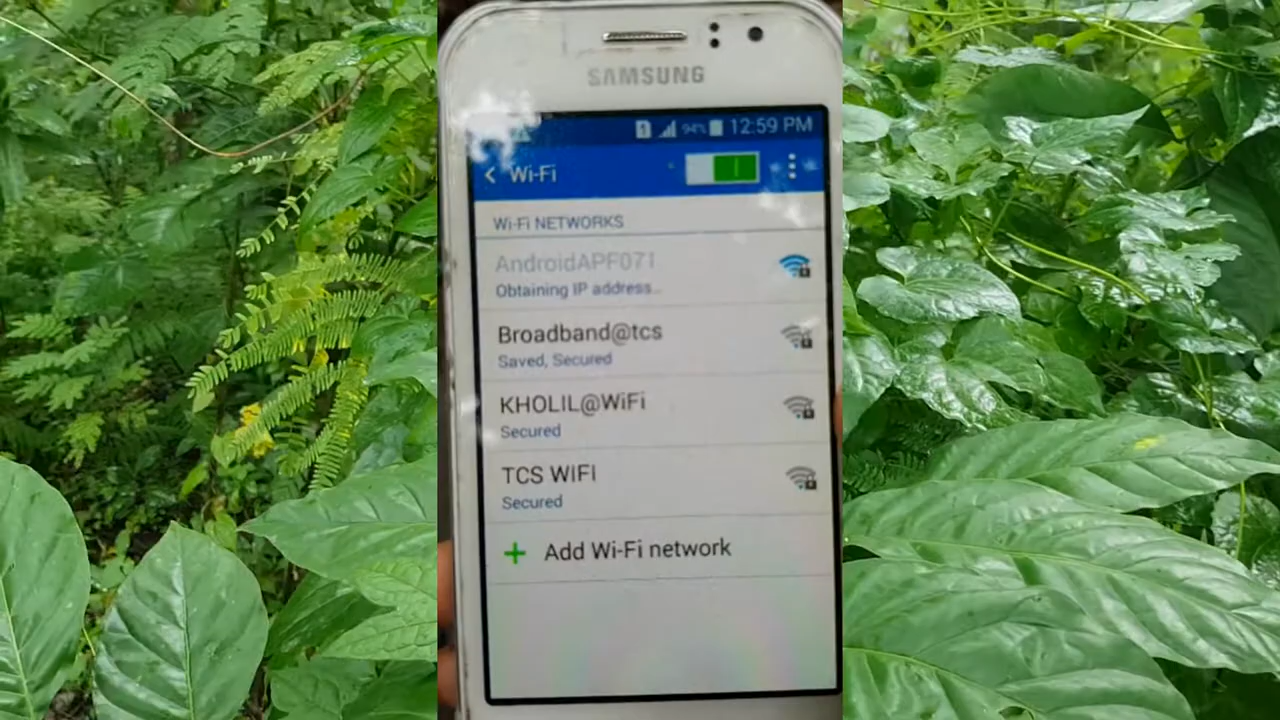 SAMSUNG
1 94% 12:59 PM
Wi-Fi
Wi-Fi NETWORKS
AndroidAPF071
Obtaining IP address...
Broadband@tcs
Saved, Secured
KHOLIL@WiFi
Secured
TCS WIFI
Secured
Add Wi-Fi network